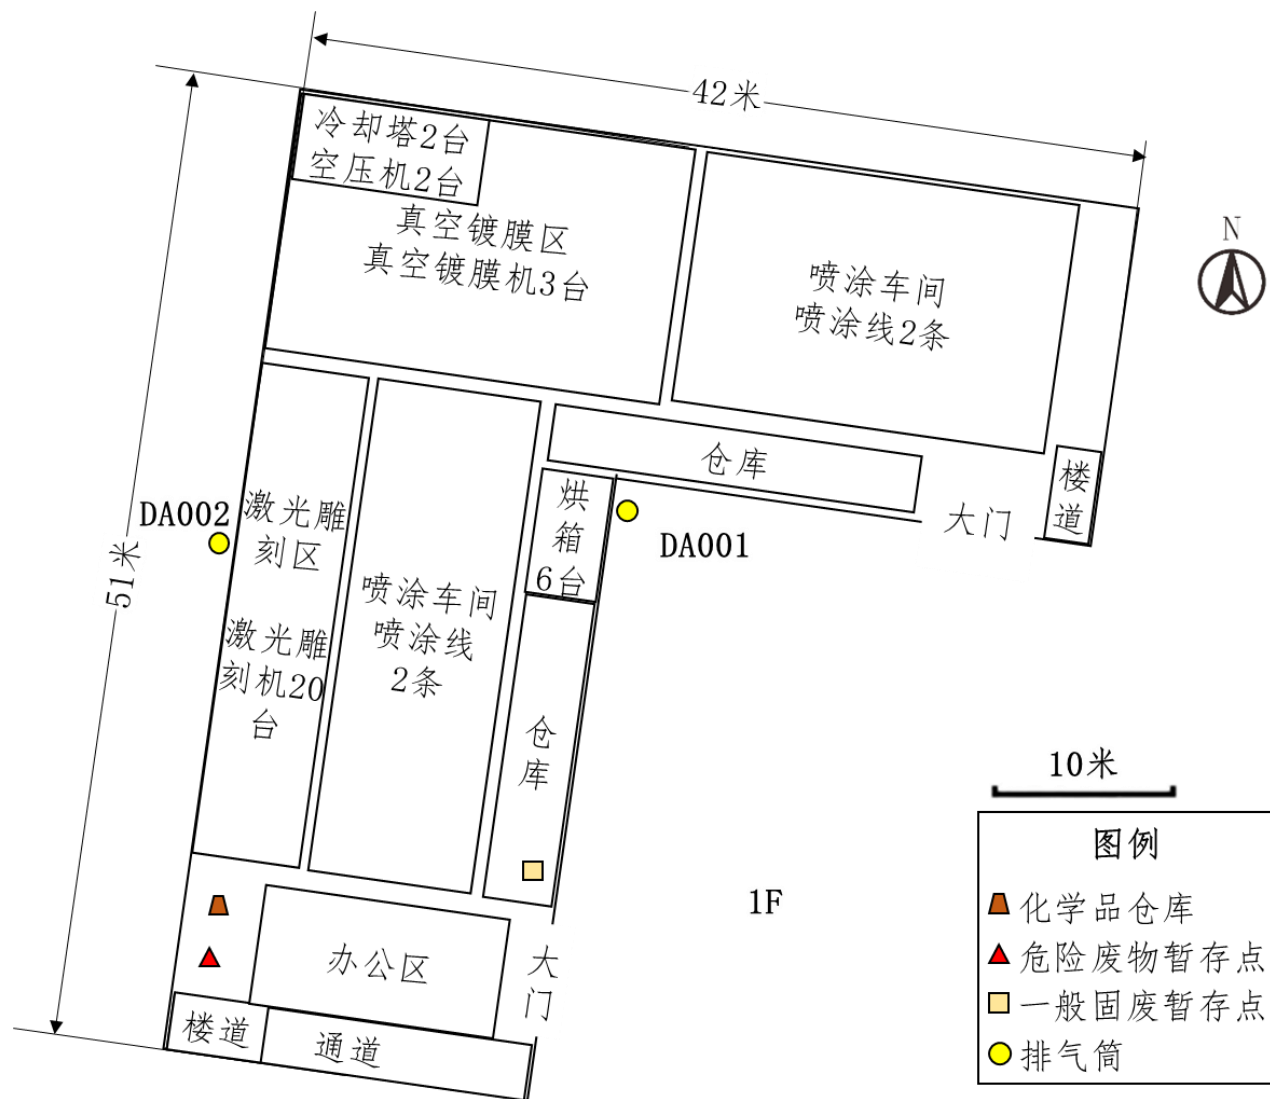 42米
冷却塔2台
空压机2台
真空镀膜区
真空镀膜机3台
喷涂车间
喷涂线2条
N
仓库
楼
道
大门
烘
箱
6台
DA001
DA002
激光雕
刻区
激光雕
刻机20
台
喷涂车间
喷涂线
2条
51米
仓
库
10米
图例
化学品仓库
危险废物暂存点
一般固废暂存点
排气筒
1F
办公区
大
门
楼道
通道